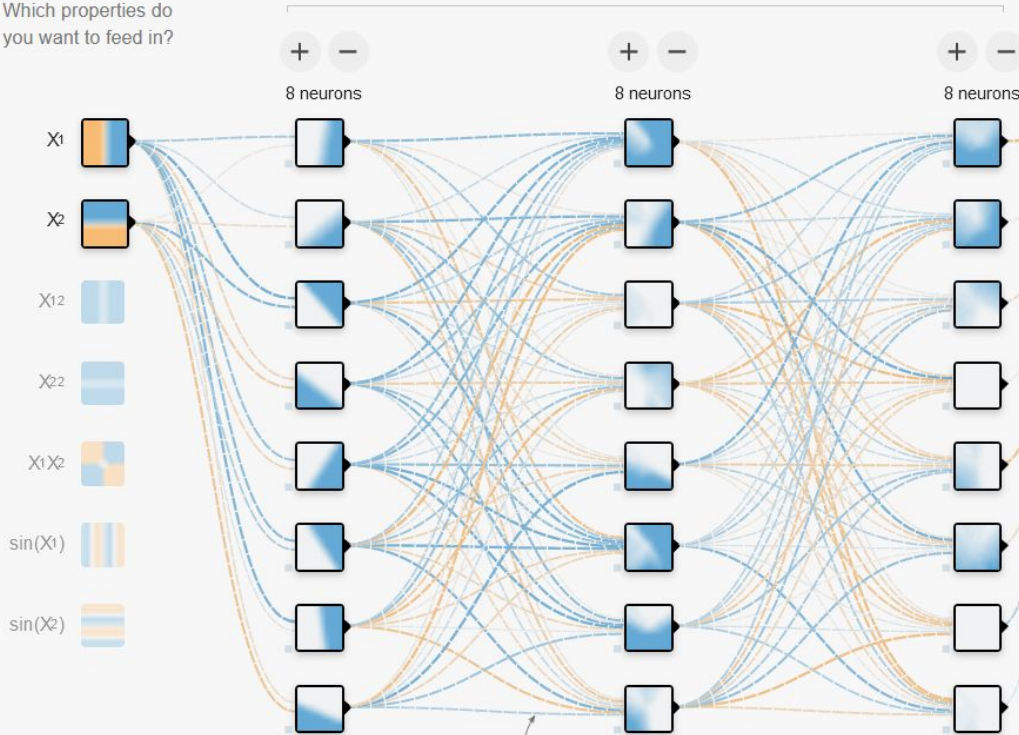 Which properties do
you want to feed in?
+ − + − + −
8 neurons 8 neurons 8 neurons
X1
X2
X12
X22
X1X2
sin(X1)
sin(X2)